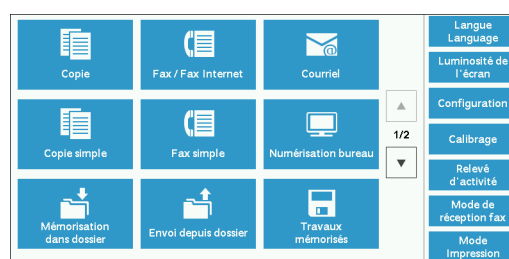 Copie
Fax / Fax Internet
Courriel
Copie simple
Fax simple
Numérisation bureau
Mémorisation
dans dossier
Envoi depuis dossier
Travaux
mémorisés
1/2
Langue
Language
Luminosité de
l'écran
Configuration
Calibrage
Relevé
d'activité
Mode de
réception fax
Mode
Impression